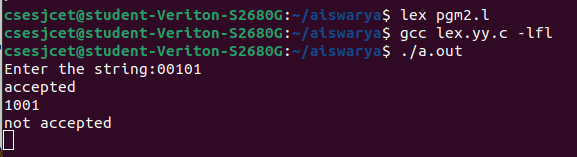 csesjcet@student-Veriton-S2680G:~/aiswarya$ lex pgm2.l
csesjcet@student-Veriton-S2680G:~/aiswarya$ gcc lex.yy.c -lfl
csesjcet@student-Veriton-S2680G:~/aiswarya$ ./a.out
Enter the string:00101
accepted
1001
not accepted